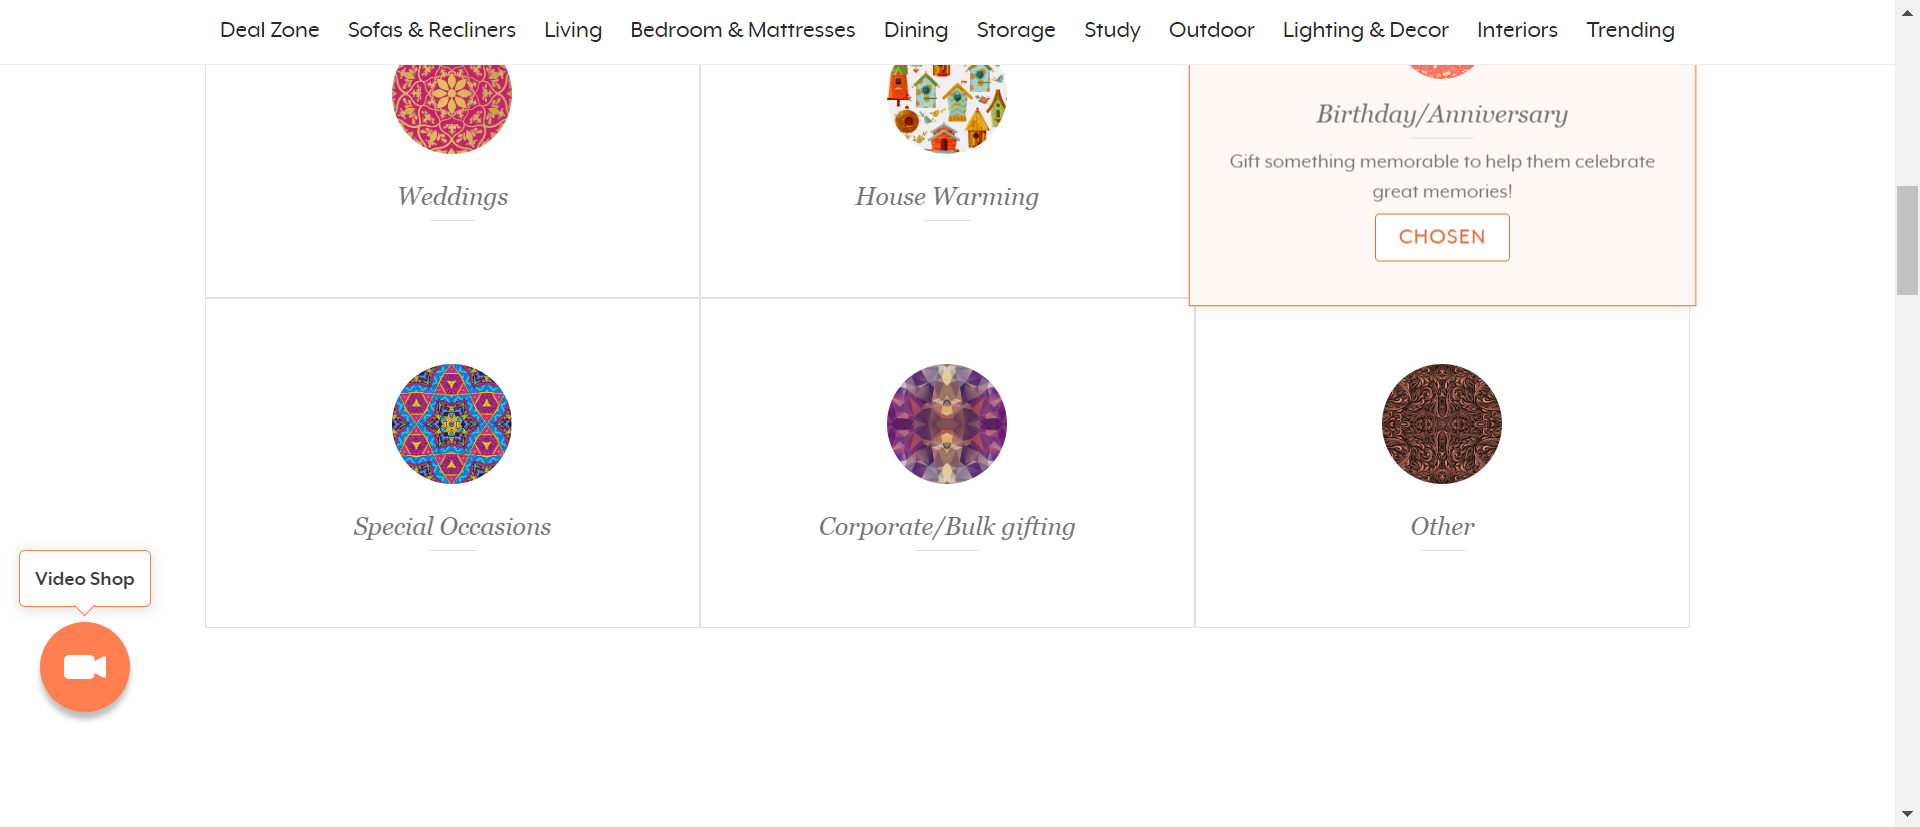 Deal Zone Sofas & Recliners Living Bedroom & Mattresses Dining Storage Study Outdoor Lighting & Decor Interiors Trending
Weddings
House Warming
Birthday/Anniversary
Gift something memorable to help them celebrate
great memories!
CHOSEN
Special Occasions
Corporate/Bulk gifting
Other
Video Shop